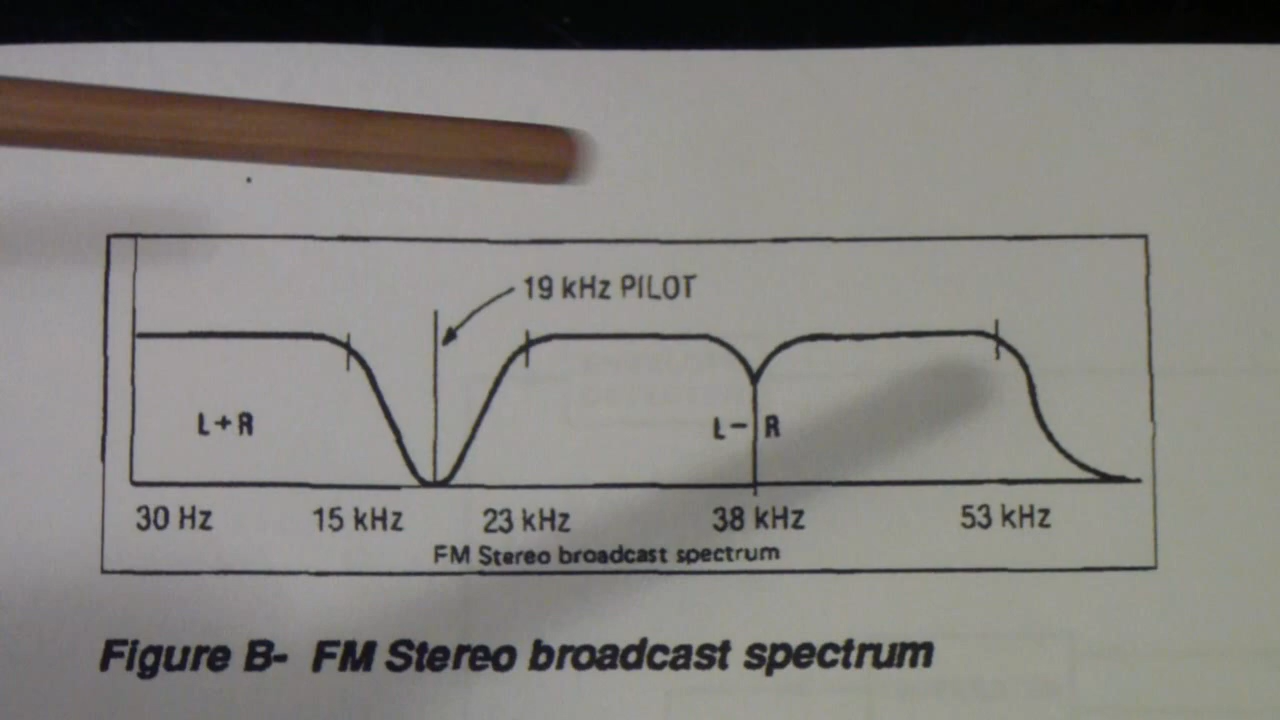 19 kHz PILOT
L+R
L- R
30 Hz 15 kHz 23 kHz 38 kHz 53 kHz
FM Stereo broadcast spectrum
Figure B- FM Stereo broadcast spectrum